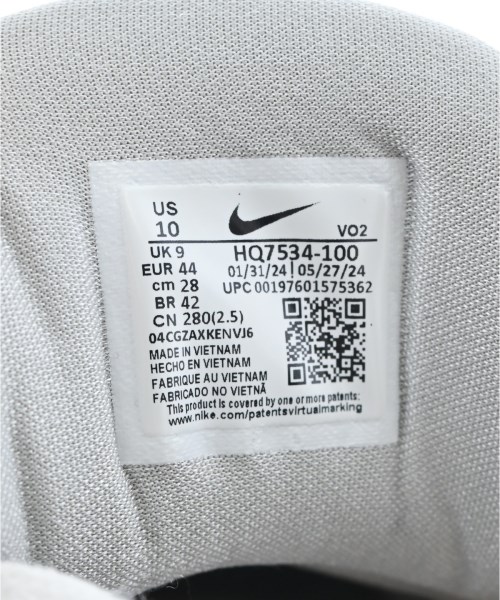 US
10
VO2
UK 9
HQ7534-100
EUR 44
01/31/24 | 05/27/24
cm 28
UPC 00197601575362
BR 42
CN 280(2.5)
04CGZAXKENVJ6
MADE IN VIETNAM
HECHO EN VIETNAM
FABRIQUE AU VIETNAM
FABRICADO NO VIETNÃ
This product is covered by one or more patents:
www.nike.com/patentsvirtualmarking